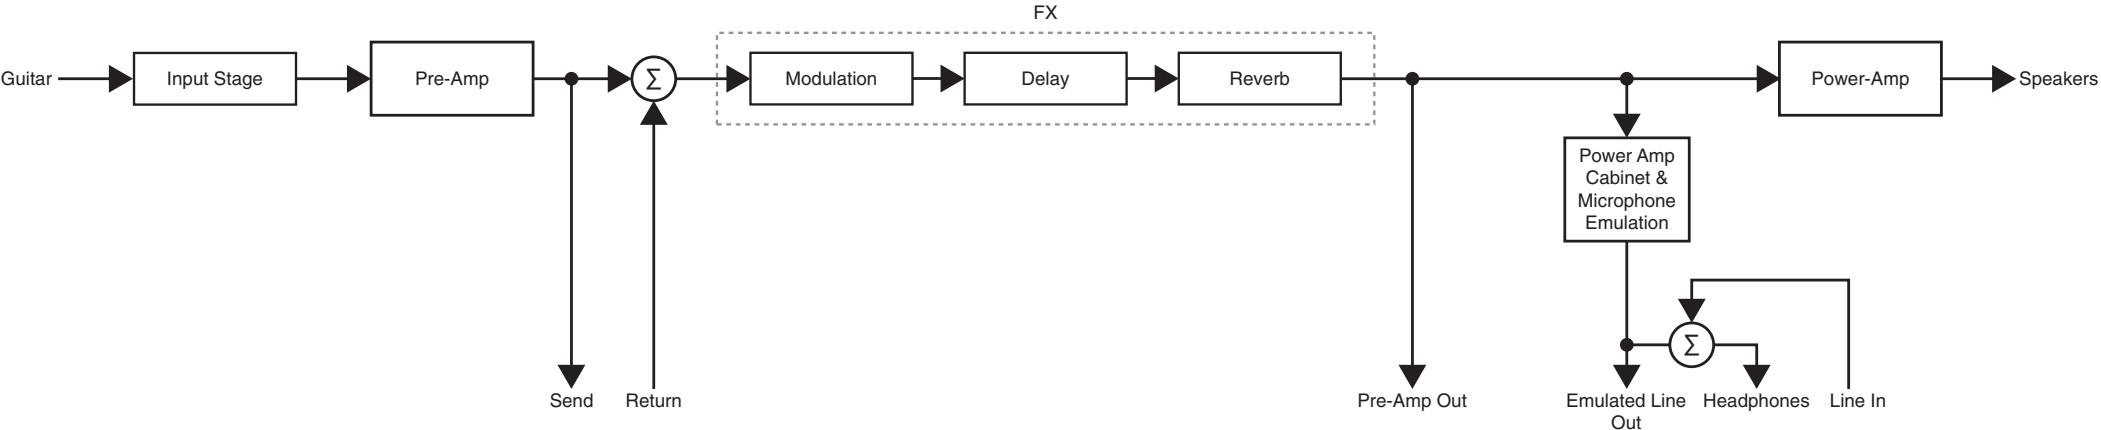 FX
Guitar
Input Stage
Pre-Amp
Σ
Modulation
Delay
Reverb
Power-Amp
Speakers
Power Amp
Cabinet &
Microphone
Emulation
Σ
Send
Return
Pre-Amp Out
Emulated Line
Out
Headphones
Line In